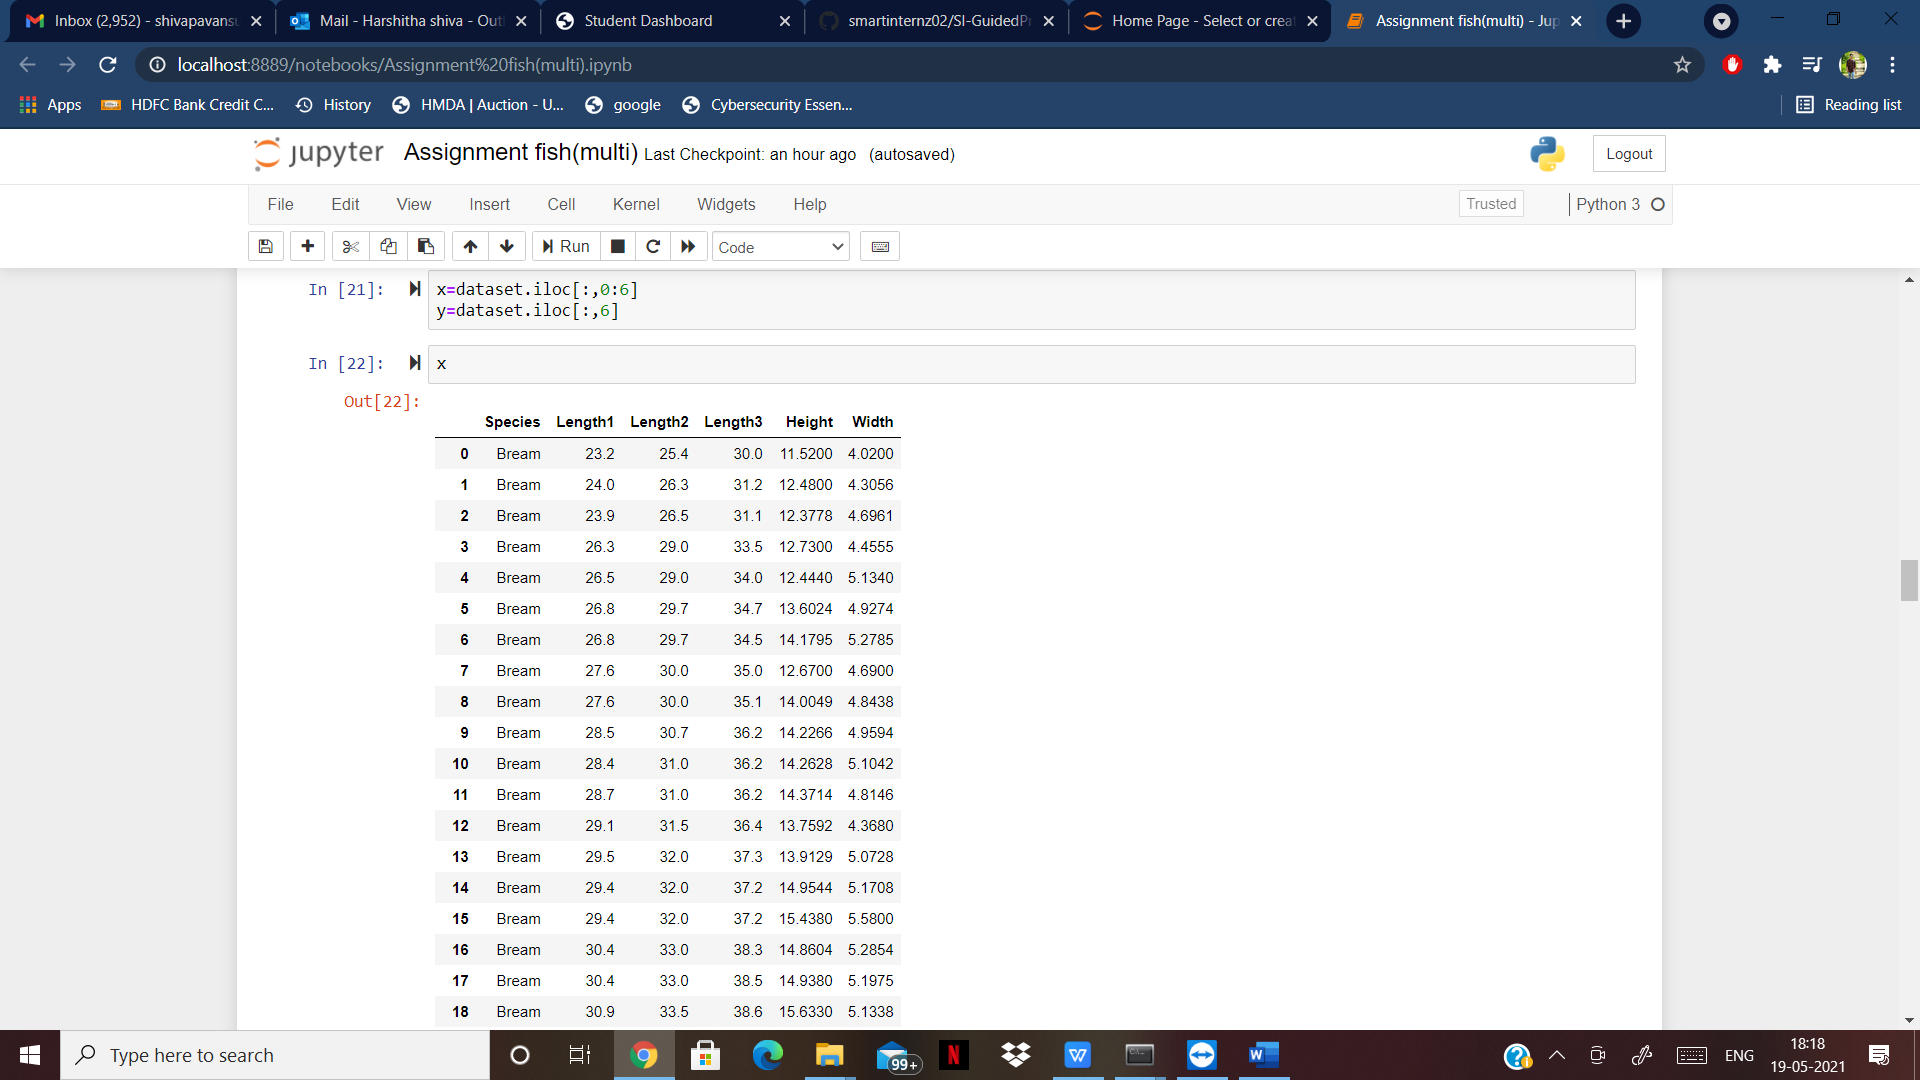 Inbox (2,952) - shivapavansu
Mail - Harshitha shiva - Out
Student Dashboard
smartinternz02/SI-GuidedPr
Home Page - Select or creat
Assignment fish(multi) - Jup
localhost:8889/notebooks/Assignment%20fish(multi).ipynb
Apps
HDFC Bank Credit C...
History
HMDA | Auction - U...
google
Cybersecurity Essen...
Reading list
jupyter Assignment fish(multi) Last Checkpoint: an hour ago (autosaved)
Logout
File Edit View Insert Cell Kernel Widgets Help
Trusted
Python 3
Run
Code
In [21]: x=dataset.iloc[:,0:6]
y=dataset.iloc[:,6]
In [22]: x
Out[22]:
Species Length1 Length2 Length3 Height Width
0 Bream 23.2 25.4 30.0 11.5200 4.0200
1 Bream 24.0 26.3 31.2 12.4800 4.3056
2 Bream 23.9 26.5 31.1 12.3778 4.6961
3 Bream 26.3 29.0 33.5 12.7300 4.4555
4 Bream 26.5 29.0 34.0 12.4440 5.1340
5 Bream 26.8 29.7 34.7 13.6024 4.9274
6 Bream 26.8 29.7 34.5 14.1795 5.2785
7 Bream 27.6 30.0 35.0 12.6700 4.6900
8 Bream 27.6 30.0 35.1 14.0049 4.8438
9 Bream 28.5 30.7 36.2 14.2266 4.9594
10 Bream 28.4 31.0 36.2 14.2628 5.1042
11 Bream 28.7 31.0 36.2 14.3714 4.8146
12 Bream 29.1 31.5 36.4 13.7592 4.3680
13 Bream 29.5 32.0 37.3 13.9129 5.0728
14 Bream 29.4 32.0 37.2 14.9544 5.1708
15 Bream 29.4 32.0 37.2 15.4380 5.5800
16 Bream 30.4 33.0 38.3 14.8604 5.2854
17 Bream 30.4 33.0 38.5 14.9380 5.1975
18 Bream 30.9 33.5 38.6 15.6330 5.1338
Type here to search
99+
ENG
18:18
19-05-2021